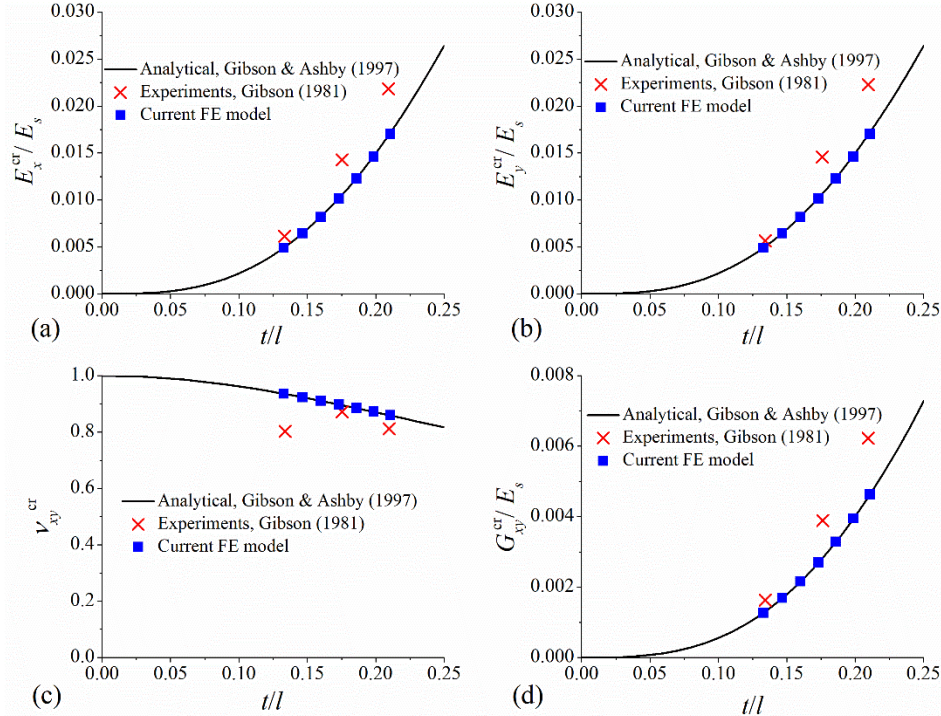 0.030
0.025
0.020
0.015
0.010
0.005
0.000
E_x^cr / E_s
Analytical, Gibson & Ashby (1997)
Experiments, Gibson (1981)
Current FE model
0.00 0.05 0.10 0.15 0.20 0.25
(a)
t/l
0.030
0.025
0.020
0.015
0.010
0.005
0.000
E_y^cr / E_s
Analytical, Gibson & Ashby (1997)
Experiments, Gibson (1981)
Current FE model
0.00 0.05 0.10 0.15 0.20 0.25
(b)
t/l
1.0
0.8
0.6
0.4
0.2
0.0
ν_xy^cr
Analytical, Gibson & Ashby (1997)
Experiments, Gibson (1981)
Current FE model
0.00 0.05 0.10 0.15 0.20 0.25
(c)
t/l
0.008
0.006
0.004
0.002
0.000
G_xy^cr / E_s
Analytical, Gibson & Ashby (1997)
Experiments, Gibson (1981)
Current FE model
0.00 0.05 0.10 0.15 0.20 0.25
(d)
t/l